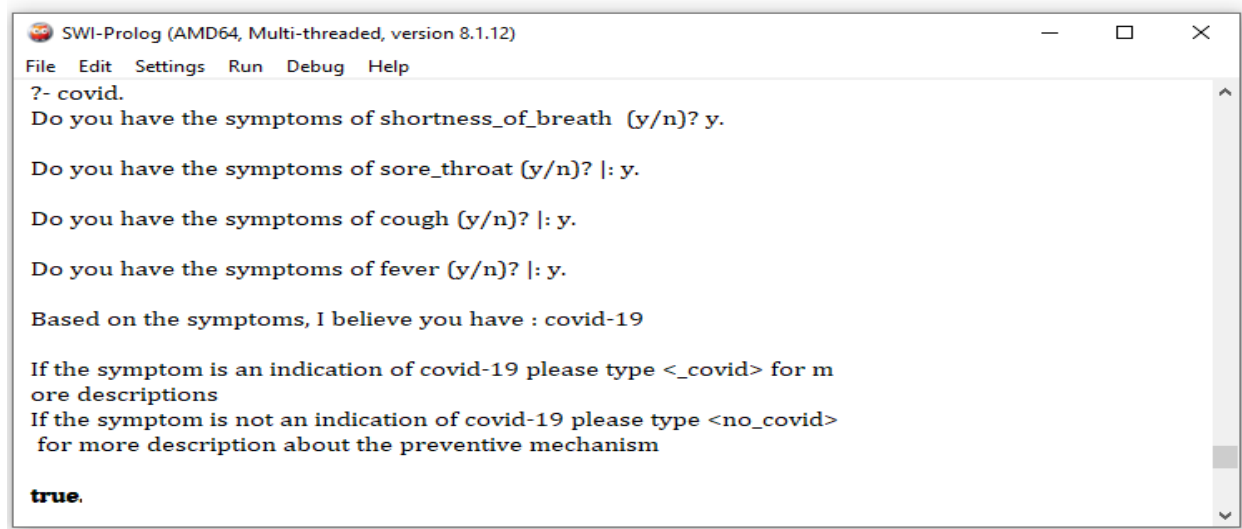 SWI-Prolog (AMD64, Multi-threaded, version 8.1.12)
File Edit Settings Run Debug Help
?- covid.
Do you have the symptoms of shortness_of_breath  (y/n)? y.
Do you have the symptoms of sore_throat (y/n)? |: y.
Do you have the symptoms of cough (y/n)? |: y.
Do you have the symptoms of fever (y/n)? |: y.
Based on the symptoms, I believe you have : covid-19
If the symptom is an indication of covid-19 please type <_covid> for m
ore descriptions
If the symptom is not an indication of covid-19 please type <no_covid>
 for more description about the preventive mechanism
true.